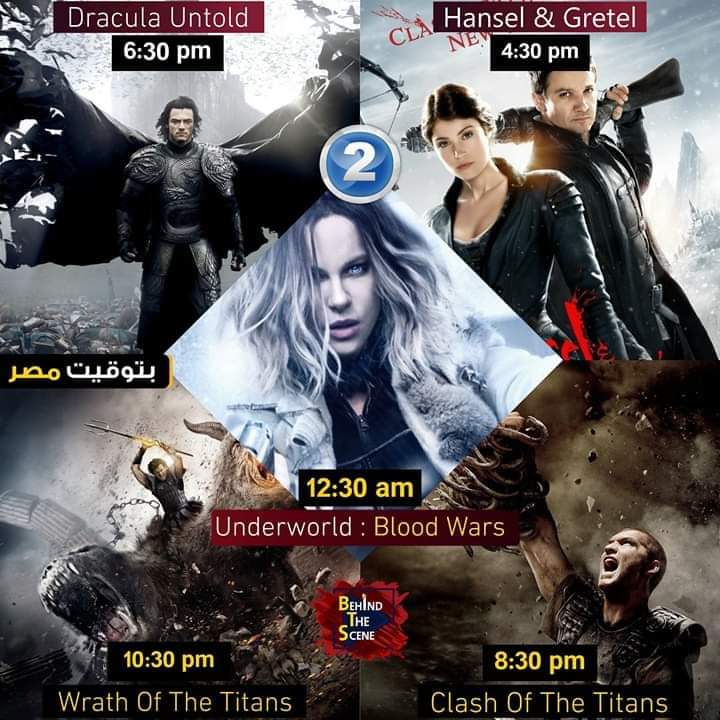 Dracula Untold
6:30 pm
Hansel & Gretel
4:30 pm
2
بتوقيت مصر
12:30 am
Underworld : Blood Wars
BEHIND
THE
SCENE
10:30 pm
Wrath Of The Titans
8:30 pm
Clash Of The Titans